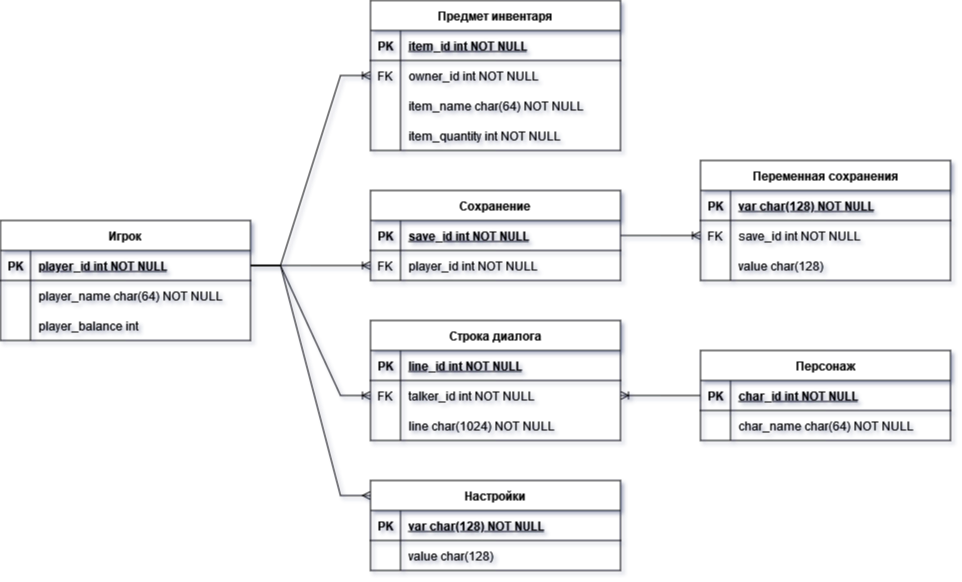 Предмет инвентаря
PK item_id int NOT NULL
FK owner_id int NOT NULL
item_name char(64) NOT NULL
item_quantity int NOT NULL
Игрок
PK player_id int NOT NULL
player_name char(64) NOT NULL
player_balance int
Сохранение
PK save_id int NOT NULL
FK player_id int NOT NULL
Переменная сохранения
PK var char(128) NOT NULL
FK save_id int NOT NULL
value char(128)
Строка диалога
PK line_id int NOT NULL
FK talker_id int NOT NULL
line char(1024) NOT NULL
Персонаж
PK char_id int NOT NULL
char_name char(64) NOT NULL
Настройки
PK var char(128) NOT NULL
value char(128)